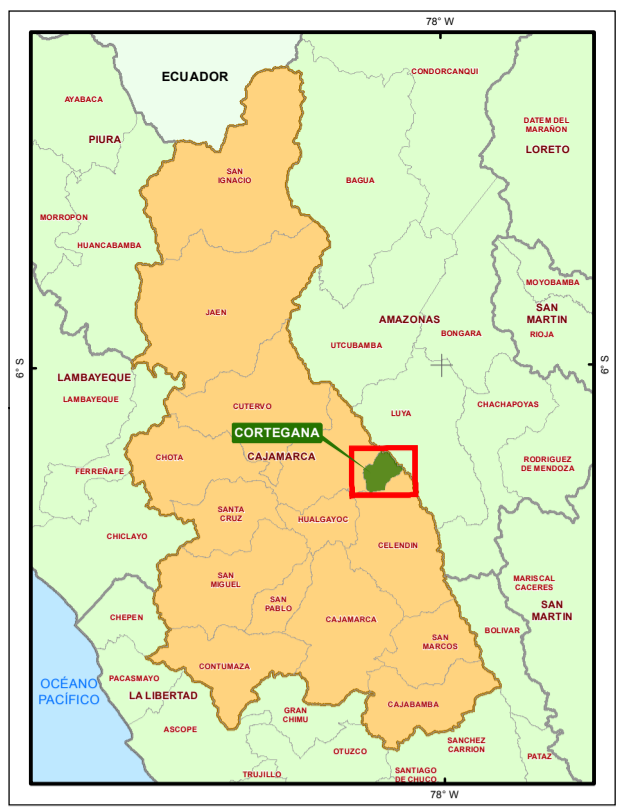 78° W
ECUADOR
CONDORCANQUI
AYABACA
PIURA
DATEM DEL
MARAÑON
LORETO
SAN
IGNACIO
BAGUA
MORROPON
HUANCABAMBA
MOYOBAMBA
SAN
MARTIN
RIOJA
JAEN
AMAZONAS
BONGARA
UTCUBAMBA
6° S
6° S
LAMBAYEQUE
LAMBAYEQUE
CUTERVO
LUYA
CHACHAPOYAS
CORTEGANA
CHOTA
CAJAMARCA
FERREÑAFE
RODRIGUEZ
DE MENDOZA
SANTA
CRUZ
HUALGAYOC
CHICLAYO
CELENDIN
SAN
MIGUEL
MARISCAL
CACERES
SAN
MARTIN
SAN
PABLO
CHEPEN
CAJAMARCA
BOLIVAR
SAN
MARCOS
CONTUMAZA
OCÉANO
PACÍFICO
PACASMAYO
LA LIBERTAD
CAJABAMBA
GRAN
CHIMU
ASCOPE
SANCHEZ
CARRION
OTUZCO
PATAZ
TRUJILLO
SANTIAGO
DE CHUCO
78° W